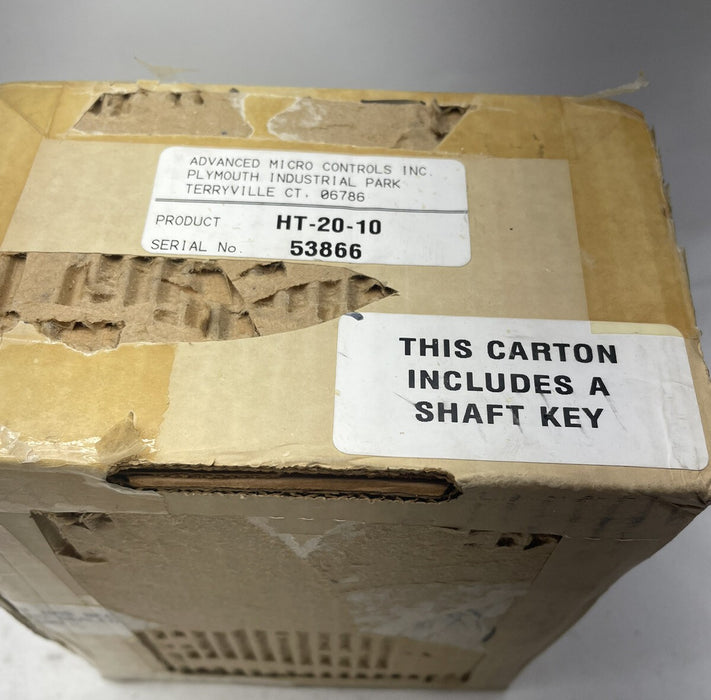 ADVANCED MICRO CONTROLS INC.
PLYMOUTH INDUSTRIAL PARK
TERRYVILLE CT. 06786
PRODUCT HT-20-10
SERIAL No. 53866
THIS CARTON
INCLUDES A
SHAFT KEY